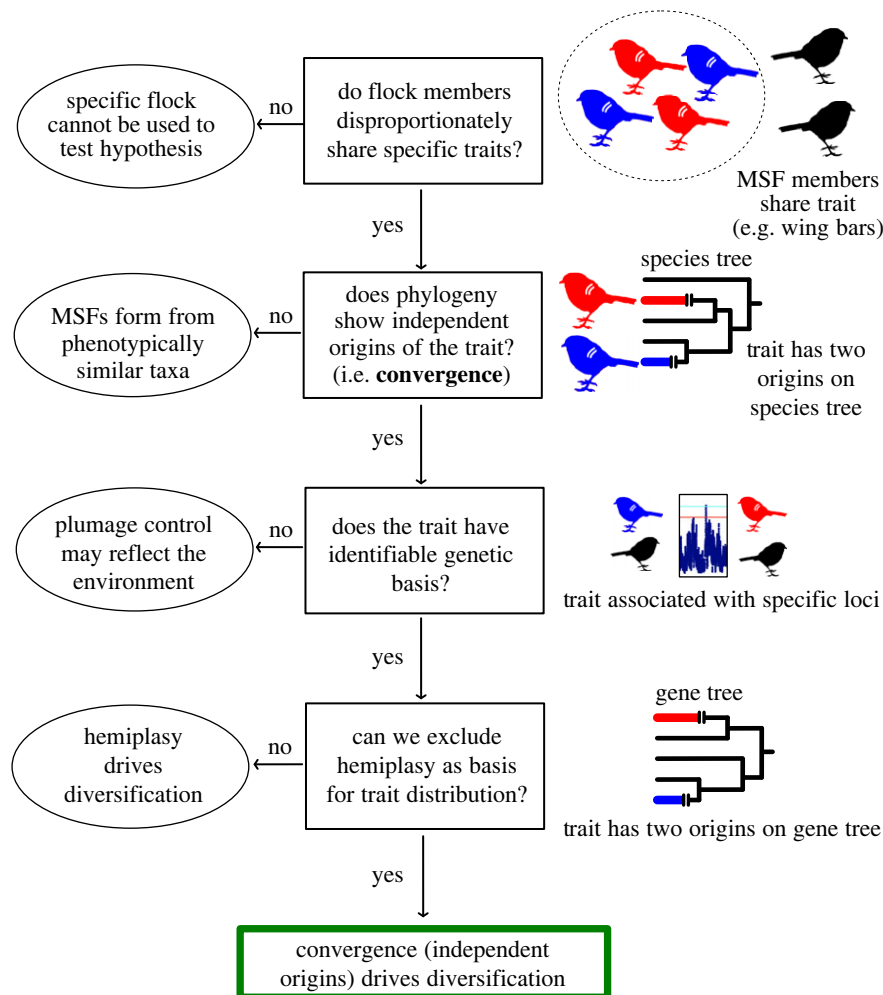 specific flock
cannot be used to
test hypothesis
no
do flock members
disproportionately
share specific traits?
MSF members
share trait
(e.g. wing bars)
yes
MSFs form from
phenotypically
similar taxa
no
does phylogeny
show independent
origins of the trait?
(i.e. convergence)
species tree
trait has two
origins on
species tree
yes
plumage control
may reflect the
environment
no
does the trait have
identifiable genetic
basis?
trait associated with specific loci
yes
hemiplasy
drives
diversification
no
can we exclude
hemiplasy as basis
for trait distribution?
gene tree
trait has two origins on gene tree
yes
convergence (independent
origins) drives diversification